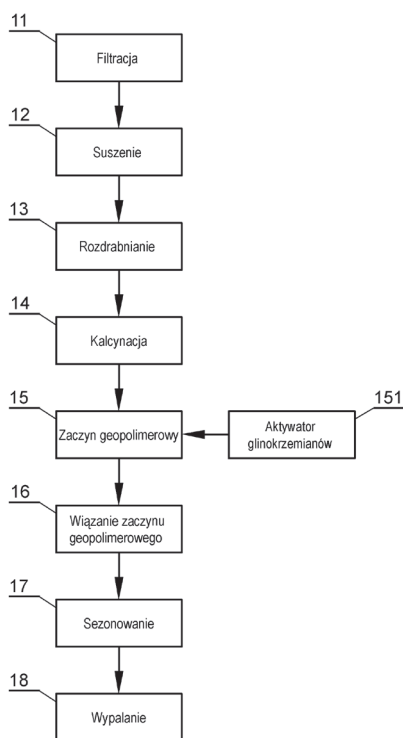 11
Filtracja
12
Suszenie
13
Rozdrabnianie
14
Kalcynacja
15
Zaczyn geopolimerowy
151
Aktywator
glinokrzemianów
16
Wiązanie zaczynu
geopolimerowego
17
Sezonowanie
18
Wypalanie